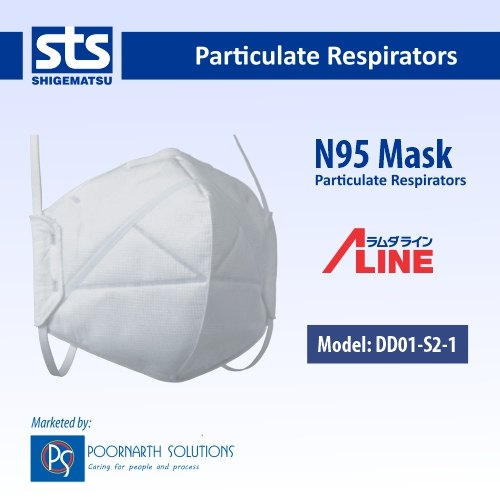 sts
SHIGEMATSU
Particulate Respirators
N95 Mask
Particulate Respirators
ラムダライン
ΛLINE
Model: DD01-S2-1
Marketed by:
PS
POORNARTH SOLUTIONS
Caring for people and process